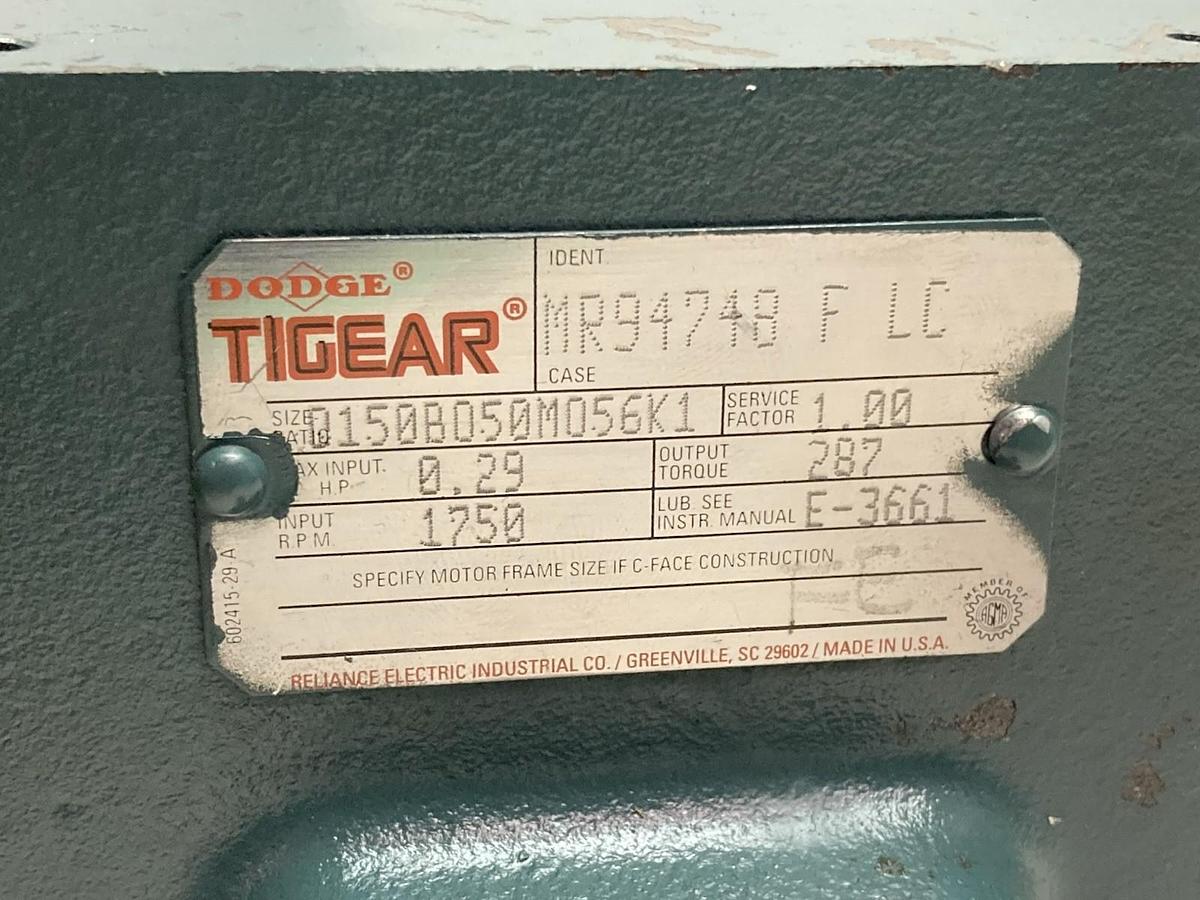 DODGE®
TIGEAR®
IDENT.
MR94748 F LC
CASE
SIZE
RATIO
Q150B050M056K1
SERVICE
FACTOR
1.00
MAX INPUT
H.P.
0.29
OUTPUT
TORQUE
287
INPUT
R.P.M.
1750
LUB. SEE
INSTR. MANUAL
E-3661
SPECIFY MOTOR FRAME SIZE IF C-FACE CONSTRUCTION
602415-29-A
MEMBER OF
AGMA
RELIANCE ELECTRIC INDUSTRIAL CO. / GREENVILLE, SC 29602 / MADE IN U.S.A.